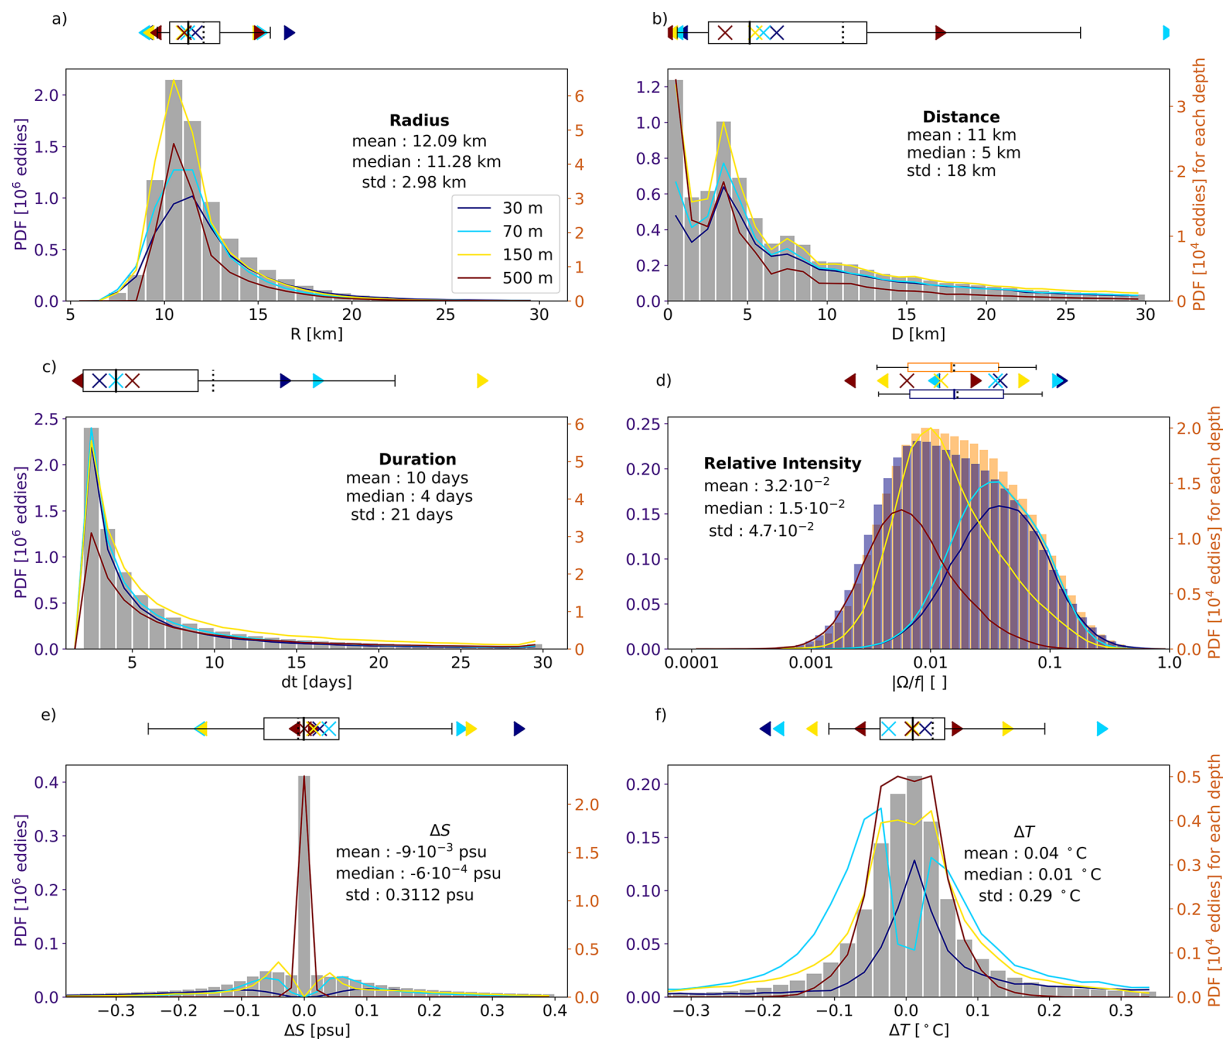 a)
PDF [10⁶ eddies]
2.0
1.5
1.0
0.5
0.0
Radius
mean : 12.09 km
median : 11.28 km
std : 2.98 km
30 m
70 m
150 m
500 m
6
5
4
3
2
1
0
5 10 15 20 25 30
R [km]
b)
1.2
1.0
0.8
0.6
0.4
0.2
0.0
Distance
mean : 11 km
median : 5 km
std : 18 km
3
2
1
0
PDF [10⁴ eddies] for each depth
0 5 10 15 20 25 30
D [km]
c)
PDF [10⁶ eddies]
2.5
2.0
1.5
1.0
0.5
0.0
Duration
mean : 10 days
median : 4 days
std : 21 days
6
5
4
3
2
1
0
5 10 15 20 25 30
dt [days]
d)
0.25
0.20
0.15
0.10
0.05
0.00
Relative Intensity
mean : 3.2·10⁻²
median : 1.5·10⁻²
std : 4.7·10⁻²
2.0
1.5
1.0
0.5
0.0
PDF [10⁴ eddies] for each depth
0.0001 0.001 0.01 0.1 1.0
|Ω/f| [ ]
e)
PDF [10⁶ eddies]
0.4
0.3
0.2
0.1
0.0
ΔS
mean : -9·10⁻³ psu
median : -6·10⁻⁴ psu
std : 0.3112 psu
2.0
1.5
1.0
0.5
0.0
−0.3 −0.2 −0.1 0.0 0.1 0.2 0.3 0.4
ΔS [psu]
f)
0.20
0.15
0.10
0.05
0.00
ΔT
mean : 0.04 °C
median : 0.01 °C
std : 0.29 °C
0.5
0.4
0.3
0.2
0.1
0.0
PDF [10⁴ eddies] for each depth
−0.3 −0.2 −0.1 0.0 0.1 0.2 0.3
ΔT [°C]